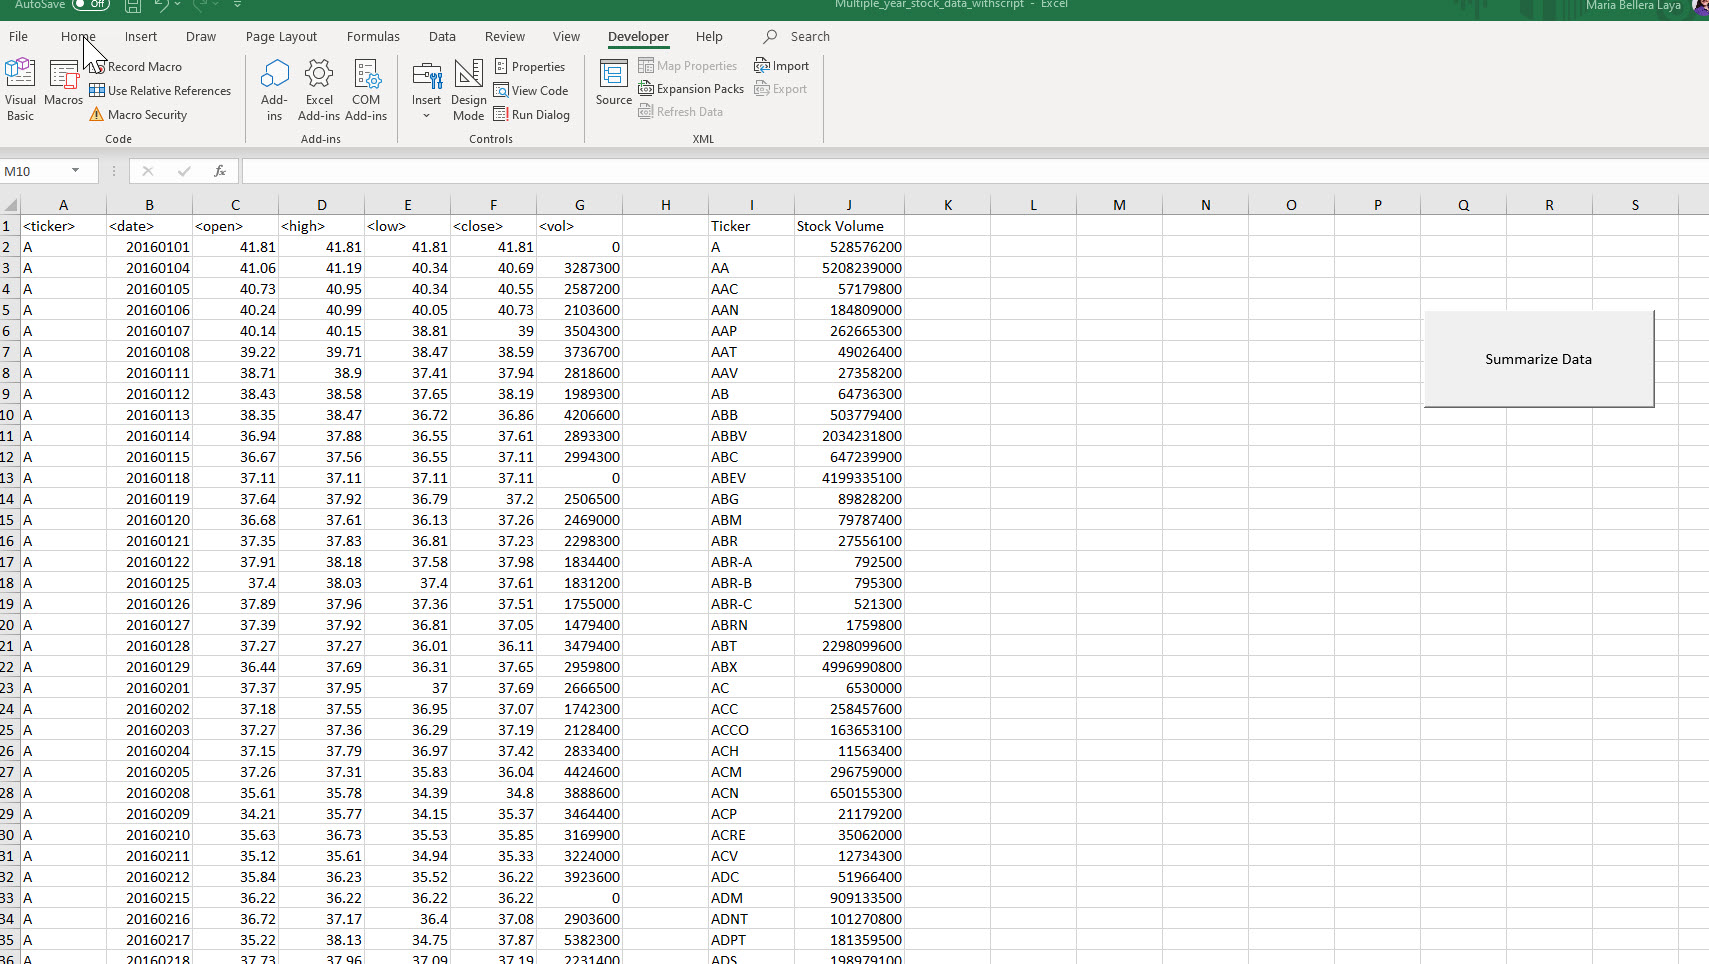 AutoSave Off Multiple_year_stock_data_withscript - Excel Maria Bellera Laya
File Home Insert Draw Page Layout Formulas Data Review View Developer Help Search
Visual Basic
Macros
Record Macro
Use Relative References
Macro Security
Code
Add-ins
Excel Add-ins
COM Add-ins
Add-ins
Insert
Design Mode
Properties
View Code
Run Dialog
Controls
Source
Map Properties
Expansion Packs
Refresh Data
Import
Export
XML
M10 fx
A B C D E F G H I J K L M N O P Q R S
1 <ticker> <date> <open> <high> <low> <close> <vol> Ticker Stock Volume
2 A 20160101 41.81 41.81 41.81 41.81 0 A 528576200
3 A 20160104 41.06 41.19 40.34 40.69 3287300 AA 5208239000
4 A 20160105 40.73 40.95 40.34 40.55 2587200 AAC 57179800
5 A 20160106 40.24 40.99 40.05 40.73 2103600 AAN 184809000
6 A 20160107 40.14 40.15 38.81 39 3504300 AAP 262665300
7 A 20160108 39.22 39.71 38.47 38.59 3736700 AAT 49026400
8 A 20160111 38.71 38.9 37.41 37.94 2818600 AAV 27358200
9 A 20160112 38.43 38.58 37.65 38.19 1989300 AB 64736300
10 A 20160113 38.35 38.47 36.72 36.86 4206600 ABB 503779400
11 A 20160114 36.94 37.88 36.55 37.61 2893300 ABBV 2034231800
12 A 20160115 36.67 37.56 36.55 37.11 2994300 ABC 647239900
13 A 20160118 37.11 37.11 37.11 37.11 0 ABEV 4199335100
14 A 20160119 37.64 37.92 36.79 37.2 2506500 ABG 89828200
15 A 20160120 36.68 37.61 36.13 37.26 2469000 ABM 79787400
16 A 20160121 37.35 37.83 36.81 37.23 2298300 ABR 27556100
17 A 20160122 37.91 38.18 37.58 37.98 1834400 ABR-A 792500
18 A 20160125 37.4 38.03 37.4 37.61 1831200 ABR-B 795300
19 A 20160126 37.89 37.96 37.36 37.51 1755000 ABR-C 521300
20 A 20160127 37.39 37.92 36.81 37.05 1479400 ABRN 1759800
21 A 20160128 37.27 37.27 36.01 36.11 3479400 ABT 2298099600
22 A 20160129 36.44 37.69 36.31 37.65 2959800 ABX 4996990800
23 A 20160201 37.37 37.95 37 37.69 2666500 AC 6530000
24 A 20160202 37.18 37.55 36.95 37.07 1742300 ACC 258457600
25 A 20160203 37.27 37.36 36.29 37.19 2128400 ACCO 163653100
26 A 20160204 37.15 37.79 36.97 37.42 2833400 ACH 11563400
27 A 20160205 37.26 37.31 35.83 36.04 4424600 ACM 296759000
28 A 20160208 35.61 35.78 34.39 34.8 3888600 ACN 650155300
29 A 20160209 34.21 35.77 34.15 35.37 3464400 ACP 21179200
30 A 20160210 35.63 36.73 35.53 35.85 3169900 ACRE 35062000
31 A 20160211 35.12 35.61 34.94 35.33 3224000 ACV 12734300
32 A 20160212 35.84 36.23 35.52 36.22 3923600 ADC 51966400
33 A 20160215 36.22 36.22 36.22 36.22 0 ADM 909133500
34 A 20160216 36.72 37.17 36.4 37.08 2903600 ADNT 101270800
35 A 20160217 35.22 38.13 34.75 37.87 5382300 ADPT 181359500
36 A 20160218 37.73 37.96 37.09 37.19 2231400 ADS 198979100
Summarize Data